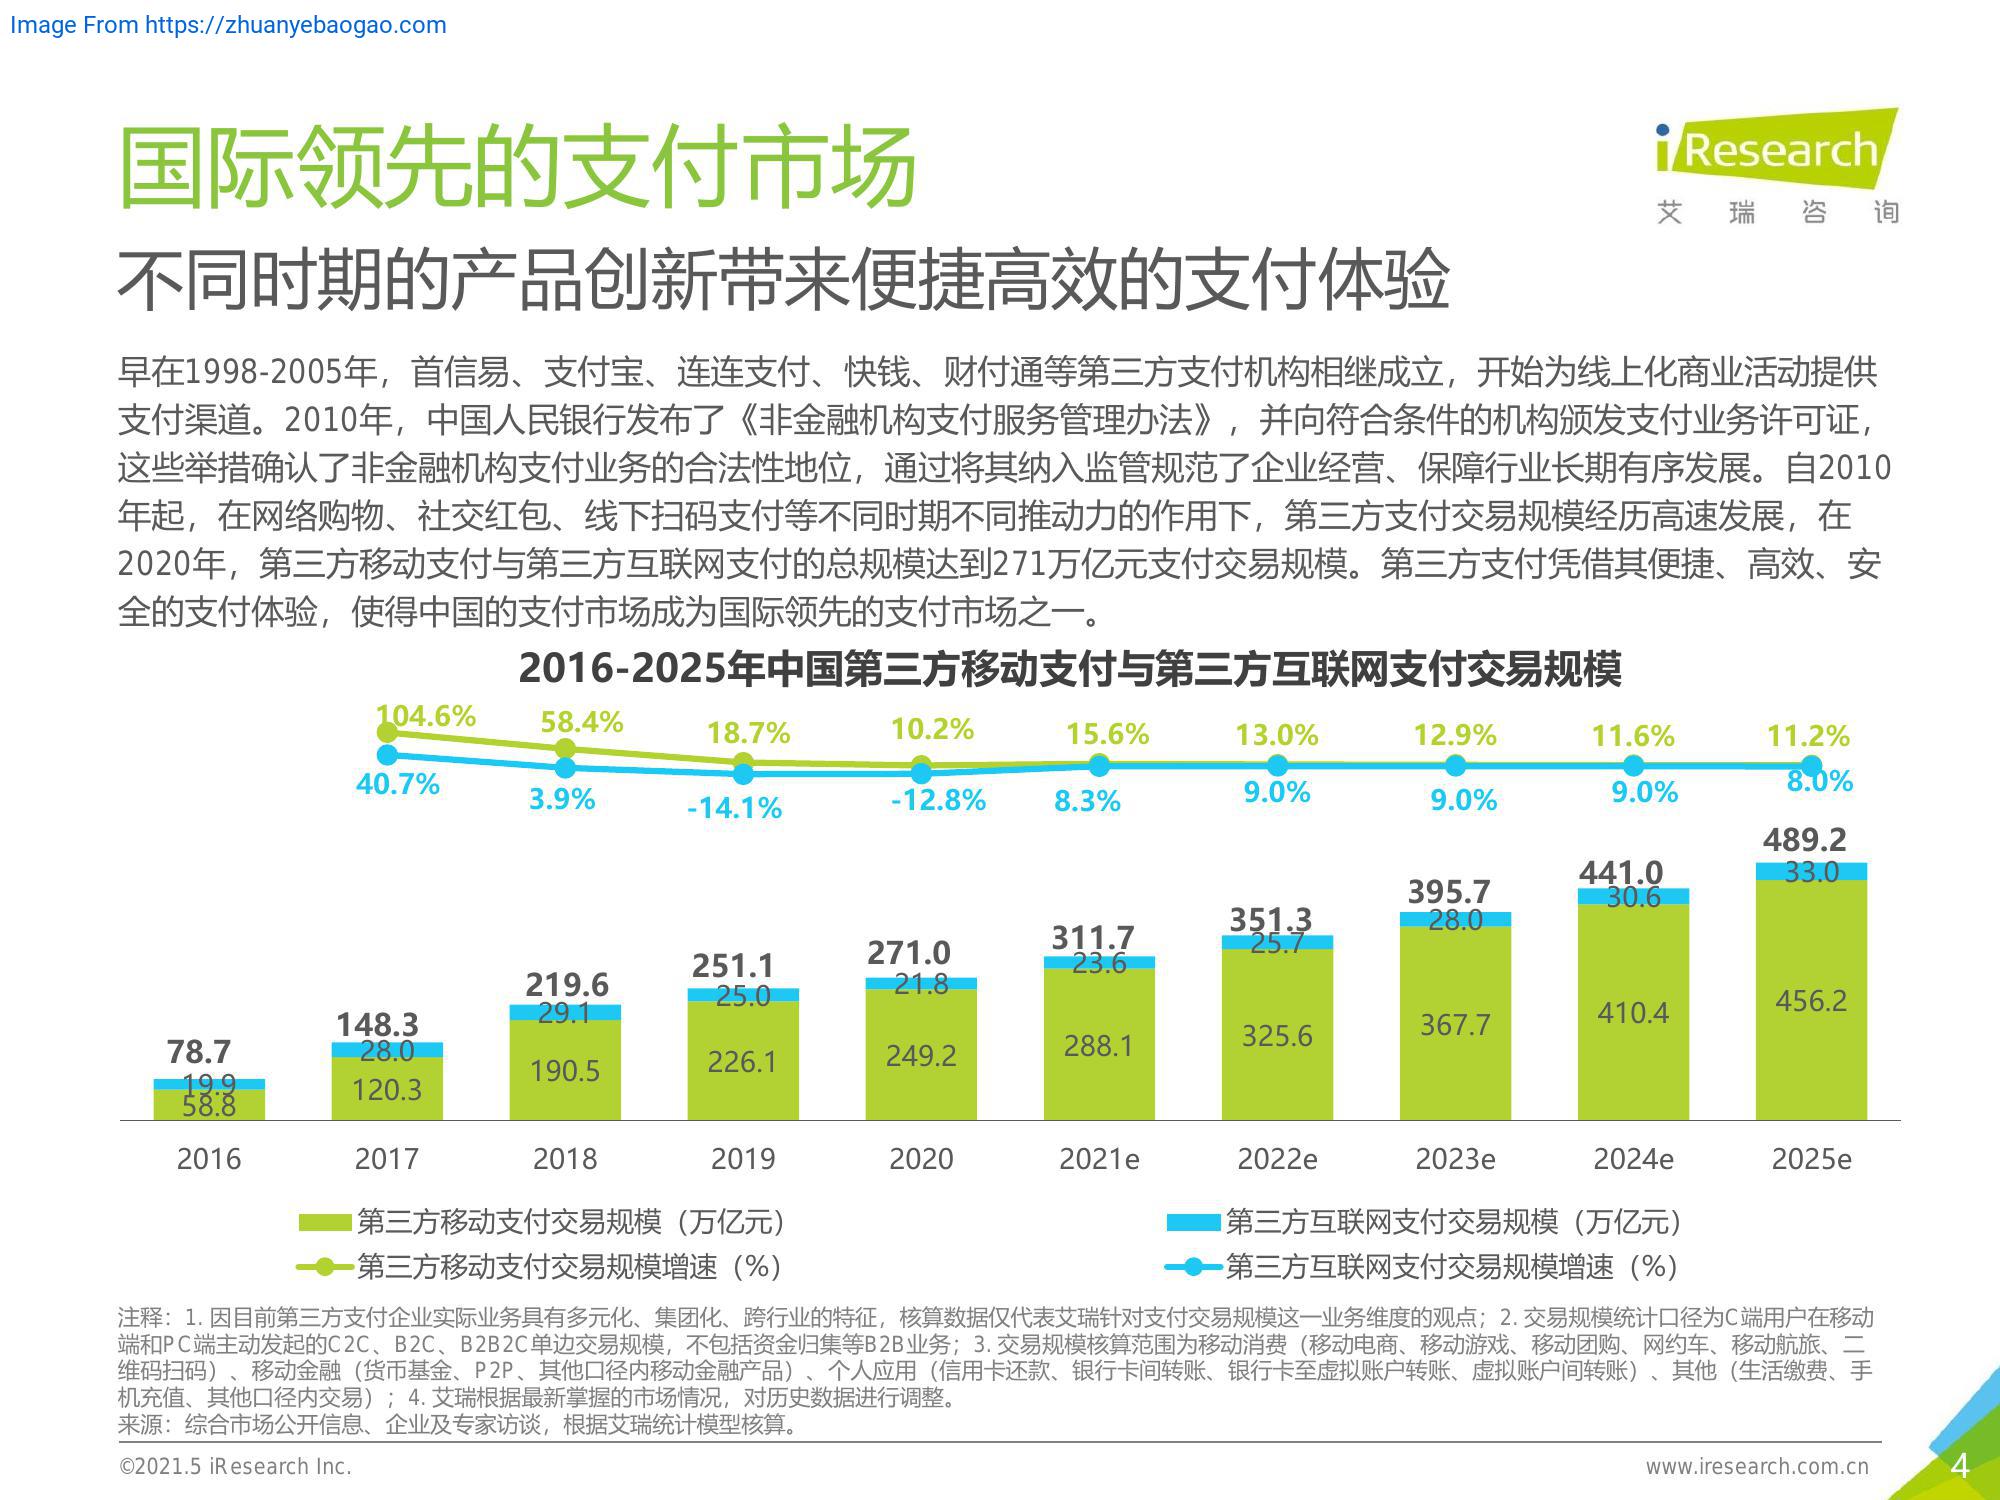 Image From https://zhuanyebaogao.com
国际领先的支付市场
iResearch
艾瑞咨询
不同时期的产品创新带来便捷高效的支付体验
早在1998-2005年，首信易、支付宝、连连支付、快钱、财付通等第三方支付机构相继成立，开始为线上化商业活动提供
支付渠道。2010年，中国人民银行发布了《非金融机构支付服务管理办法》，并向符合条件的机构颁发支付业务许可证，
这些举措确认了非金融机构支付业务的合法性地位，通过将其纳入监管规范了企业经营、保障行业长期有序发展。自2010
年起，在网络购物、社交红包、线下扫码支付等不同时期不同推动力的作用下，第三方支付交易规模经历高速发展，在
2020年，第三方移动支付与第三方互联网支付的总规模达到271万亿元支付交易规模。第三方支付凭借其便捷、高效、安
全的支付体验，使得中国的支付市场成为国际领先的支付市场之一。
2016-2025年中国第三方移动支付与第三方互联网支付交易规模
104.6% 58.4% 18.7% 10.2% 15.6% 13.0% 12.9% 11.6% 11.2%
40.7% 3.9% -14.1% -12.8% 8.3% 9.0% 9.0% 9.0% 8.0%
78.7 148.3 219.6 251.1 271.0 311.7 351.3 395.7 441.0 489.2
19.9 28.0 29.1 25.0 21.8 23.6 25.7 28.0 30.6 33.0
58.8 120.3 190.5 226.1 249.2 288.1 325.6 367.7 410.4 456.2
2016 2017 2018 2019 2020 2021e 2022e 2023e 2024e 2025e
第三方移动支付交易规模（万亿元） 第三方互联网支付交易规模（万亿元）
第三方移动支付交易规模增速（%） 第三方互联网支付交易规模增速（%）
注释：1. 因目前第三方支付企业实际业务具有多元化、集团化、跨行业的特征，核算数据仅代表艾瑞针对支付交易规模这一业务维度的观点；2. 交易规模统计口径为C端用户在移动
端和PC端主动发起的C2C、B2C、B2B2C单边交易规模，不包括资金归集等B2B业务；3. 交易规模核算范围为移动消费（移动电商、移动游戏、移动团购、网约车、移动航旅、二
维码扫码）、移动金融（货币基金、P2P、其他口径内移动金融产品）、个人应用（信用卡还款、银行卡间转账、银行卡至虚拟账户转账、虚拟账户间转账）、其他（生活缴费、手
机充值、其他口径内交易）；4. 艾瑞根据最新掌握的市场情况，对历史数据进行调整。
来源：综合市场公开信息、企业及专家访谈，根据艾瑞统计模型核算。
©2021.5 iResearch Inc.
www.iresearch.com.cn
4